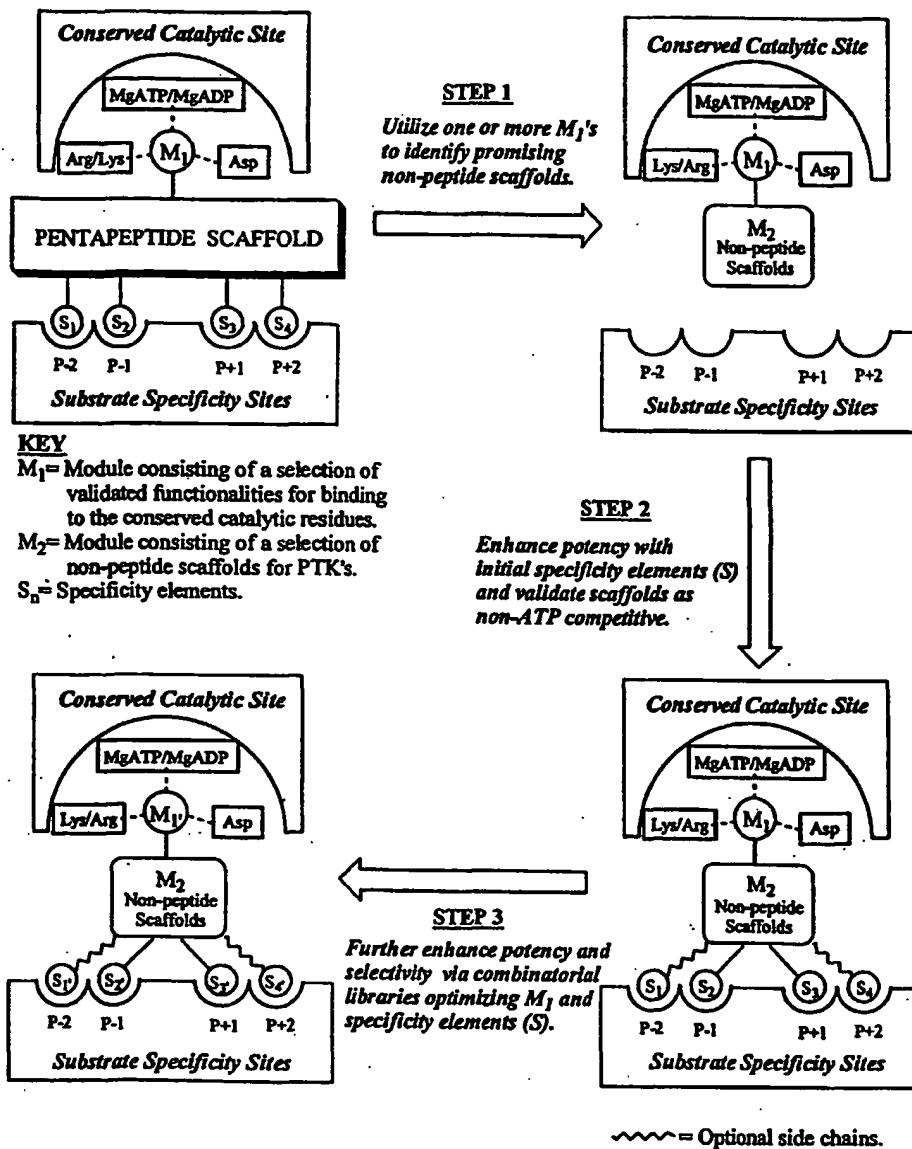 Conserved Catalytic Site
MgATP/MgADP
Arg/Lys
M1
Asp
PENTAPEPTIDE SCAFFOLD
S1
S2
S3
S4
P-2
P-1
P+1
P+2
Substrate Specificity Sites
STEP 1
Utilize one or more M1's
to identify promising
non-peptide scaffolds.
Conserved Catalytic Site
MgATP/MgADP
Lys/Arg
M1
Asp
M2
Non-peptide
Scaffolds
P-2
P-1
P+1
P+2
Substrate Specificity Sites
KEY
M1= Module consisting of a selection of
validated functionalities for binding
to the conserved catalytic residues.
M2= Module consisting of a selection of
non-peptide scaffolds for PTK's.
Sn= Specificity elements.
STEP 2
Enhance potency with
initial specificity elements (S)
and validate scaffolds as
non-ATP competitive.
Conserved Catalytic Site
MgATP/MgADP
Lys/Arg
M1
Asp
M2
Non-peptide
Scaffolds
S1
S2
S3
S4
P-2
P-1
P+1
P+2
Substrate Specificity Sites
= Optional side chains.
STEP 3
Further enhance potency and
selectivity via combinatorial
libraries optimizing M1 and
specificity elements (S).
Conserved Catalytic Site
MgATP/MgADP
Lys/Arg
M1'
Asp
M2
Non-peptide
Scaffolds
S1'
S2'
S3'
S4'
P-2
P-1
P+1
P+2
Substrate Specificity Sites